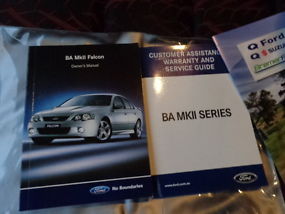 BA MkII Falcon
Owner's Manual
FALCON
Ford
No Boundaries
CUSTOMER ASSISTANCE
WARRANTY AND
SERVICE GUIDE
BA MKII SERIES
www.ford.com.au
Ford
Q Ford